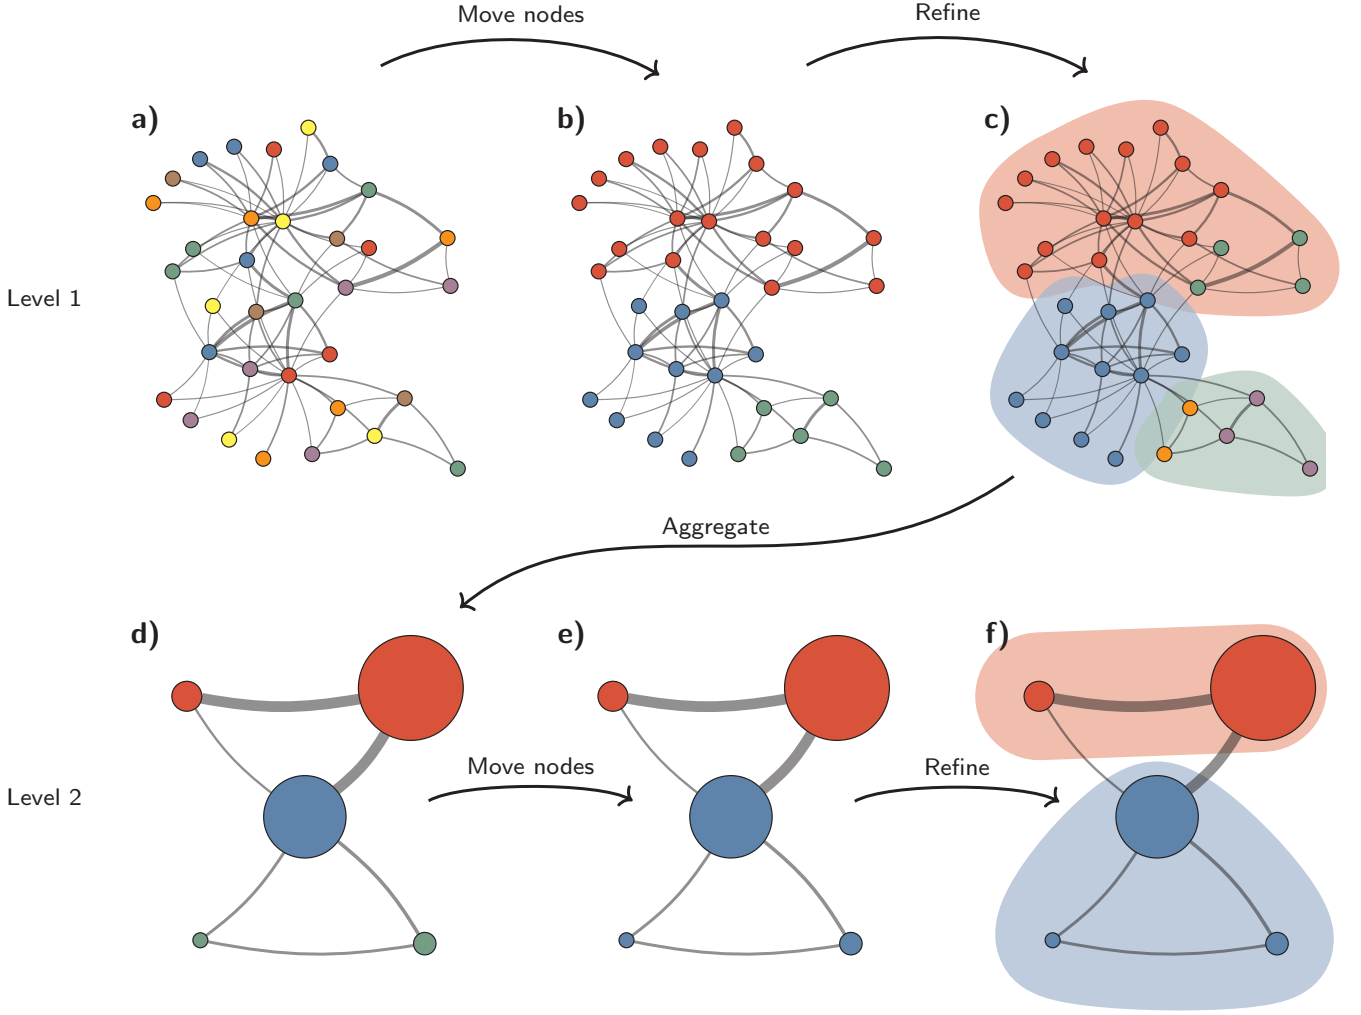 Move nodes
Refine
a)
b)
c)
Level 1
Aggregate
d)
e)
f)
Move nodes
Refine
Level 2